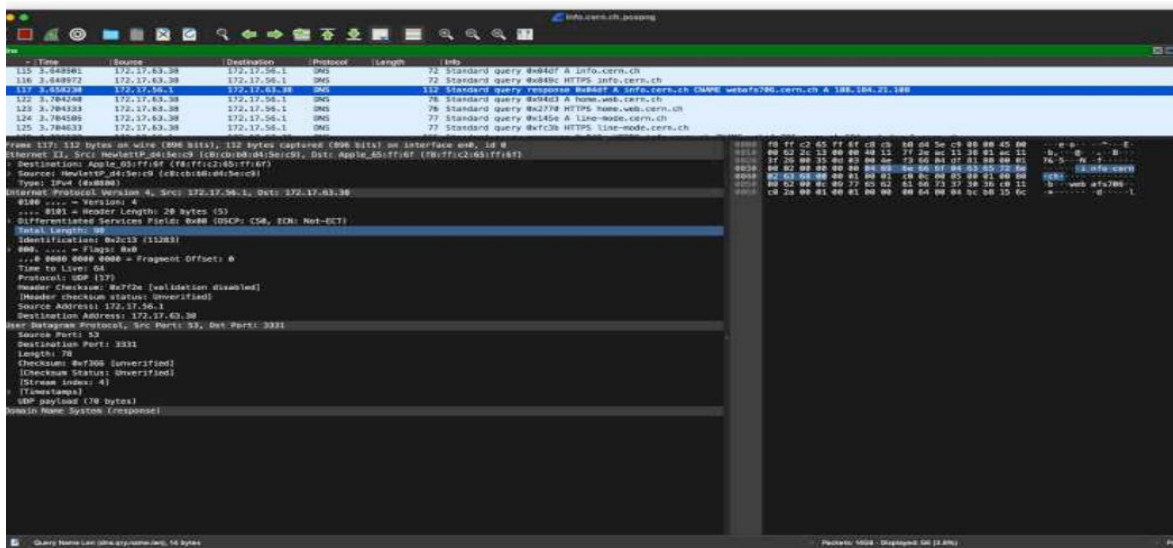 info.cern.ch.pcapng
dns
Time Source Destination Protocol Length Info
115 3.648501 172.17.63.38 172.17.56.1 DNS 72 Standard query 0x04df A info.cern.ch
116 3.648972 172.17.63.38 172.17.56.1 DNS 72 Standard query HTTPS info.cern.ch
117 3.658230 172.17.56.1 172.17.63.38 DNS 112 Standard query response 0x04df A info.cern.ch CNAME webafs706.cern.ch A 188.184.21.108
122 3.704240 172.17.63.38 172.17.56.1 DNS 76 Standard query A home.web.cern.ch
123 3.704333 172.17.63.38 172.17.56.1 DNS 76 Standard query 0x2770 HTTPS home.web.cern.ch
124 3.704506 172.17.63.38 172.17.56.1 DNS 77 Standard query 0x145e A line-mode.cern.ch
125 3.704633 172.17.63.38 172.17.56.1 DNS 77 Standard query 0xfc3b HTTPS line-mode.cern.ch
Frame 117: 112 bytes on wire (896 bits), 112 bytes captured (896 bits) on interface en0, id 0
Ethernet II, Src: HewlettP_d4:5e:c9 (c8:cb:b8:d4:5e:c9), Dst: Apple_65:ff:6f (f8:ff:c2:65:ff:6f)
Destination: Apple_65:ff:6f (f8:ff:c2:65:ff:6f)
Source: HewlettP_d4:5e:c9 (c8:cb:b8:d4:5e:c9)
Type: IPv4 (0x0800)
Internet Protocol Version 4, Src: 172.17.56.1, Dst: 172.17.63.38
0100 .... = Version: 4
.... 0101 = Header Length: 20 bytes (5)
Differentiated Services Field: 0x00 (DSCP: CS0, ECN: Not-ECT)
Total Length: 98
Identification: 0x2c13 (11283)
000. .... = Flags: 0x0
...0 0000 0000 0000 = Fragment Offset: 0
Time to Live: 64
Protocol: UDP (17)
Header Checksum: 0x7f2e [validation disabled]
[Header checksum status: Unverified]
Source Address: 172.17.56.1
Destination Address: 172.17.63.38
User Datagram Protocol, Src Port: 53, Dst Port: 3331
Source Port: 53
Destination Port: 3331
Length: 78
Checksum: 0xf366 [unverified]
[Checksum Status: Unverified]
[Stream index: 4]
[Timestamps]
UDP payload (70 bytes)
Domain Name System (response)
Query Name Len (dns.qry.name.len), 14 bytes